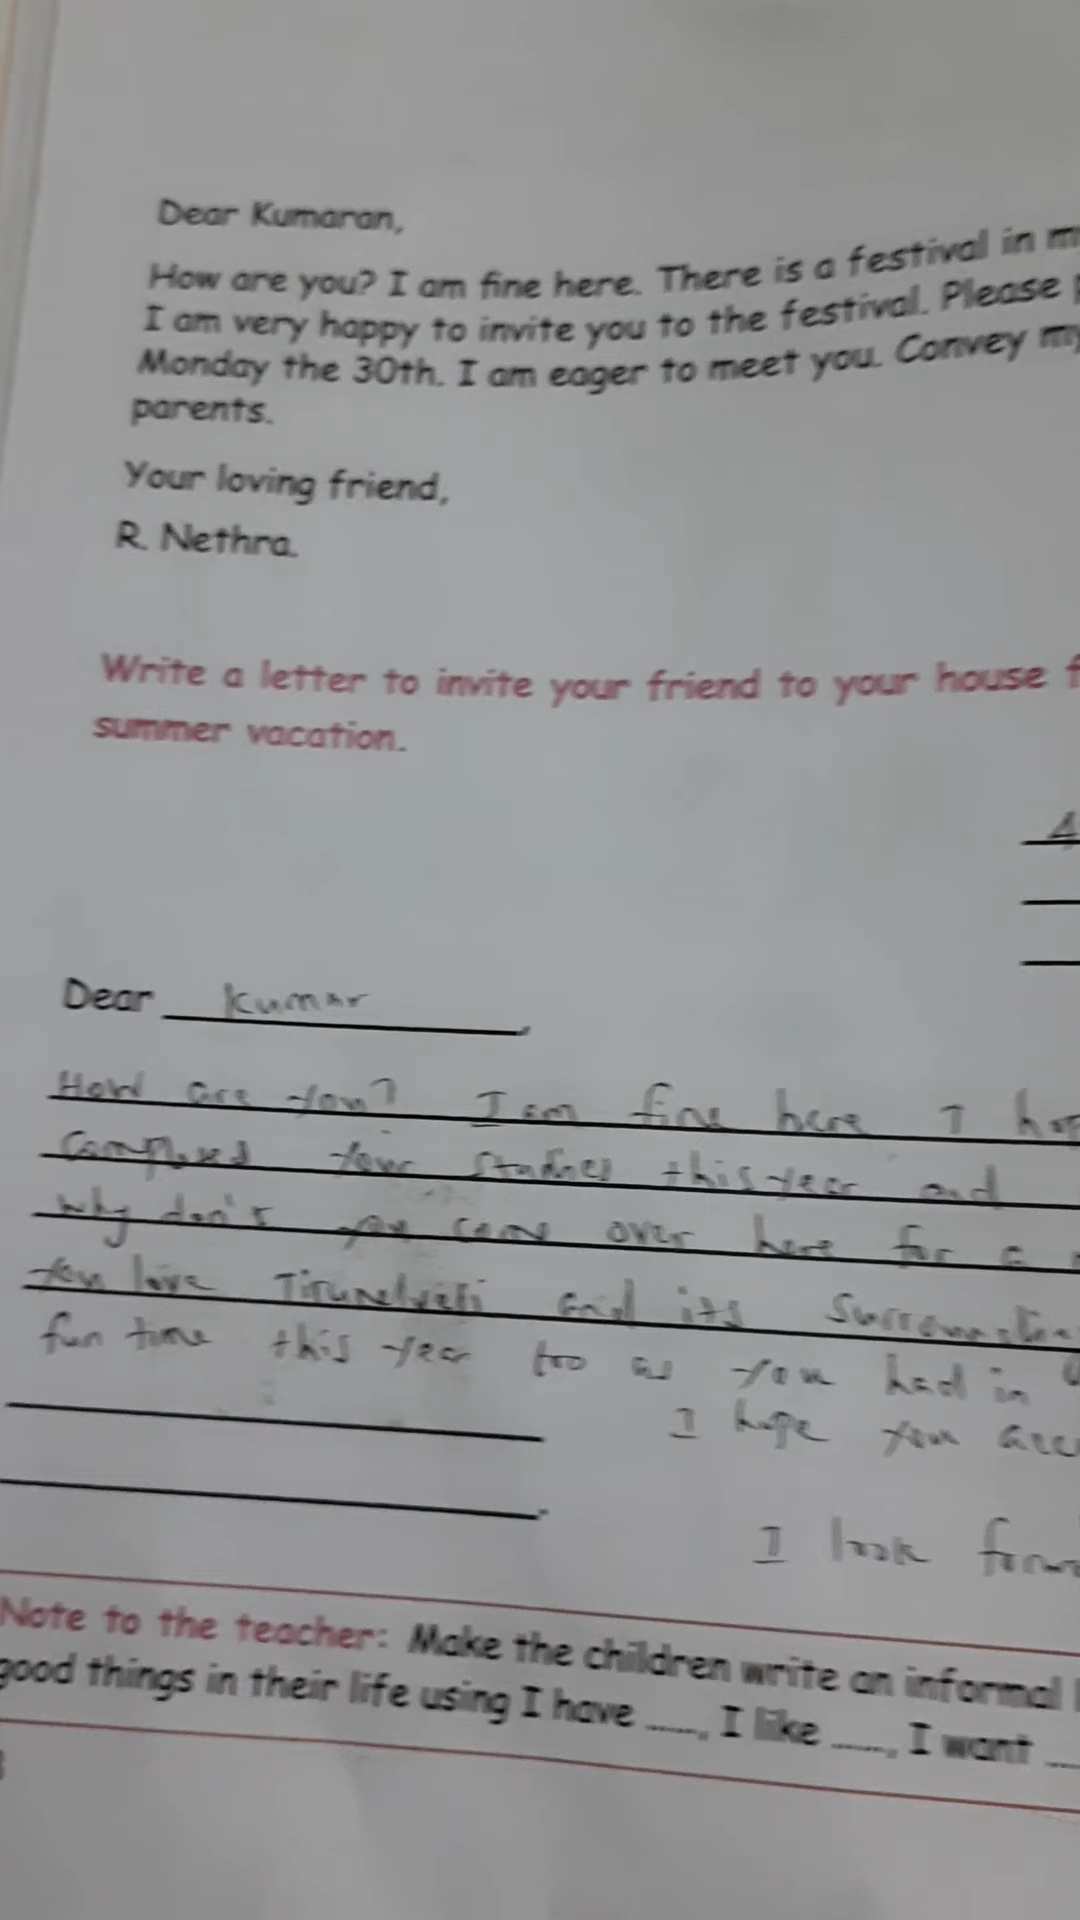 Dear Kumaran,
How are you? I am fine here. There is a festival in
I am very happy to invite you to the festival. Please
Monday the 30th. I am eager to meet you. Convey my
parents.
Your loving friend,
R. Nethra.
Write a letter to invite your friend to your house
summer vacation.
Dear Kumar
How are you? I am fine here I
your studies this year and
why don't you come over here for a
you love Tirunelveli and its
fun time this year too as you had in
I hope you
I look
Note to the teacher: Make the children write an informal
good things in their life using I have ......, I like ......, I want